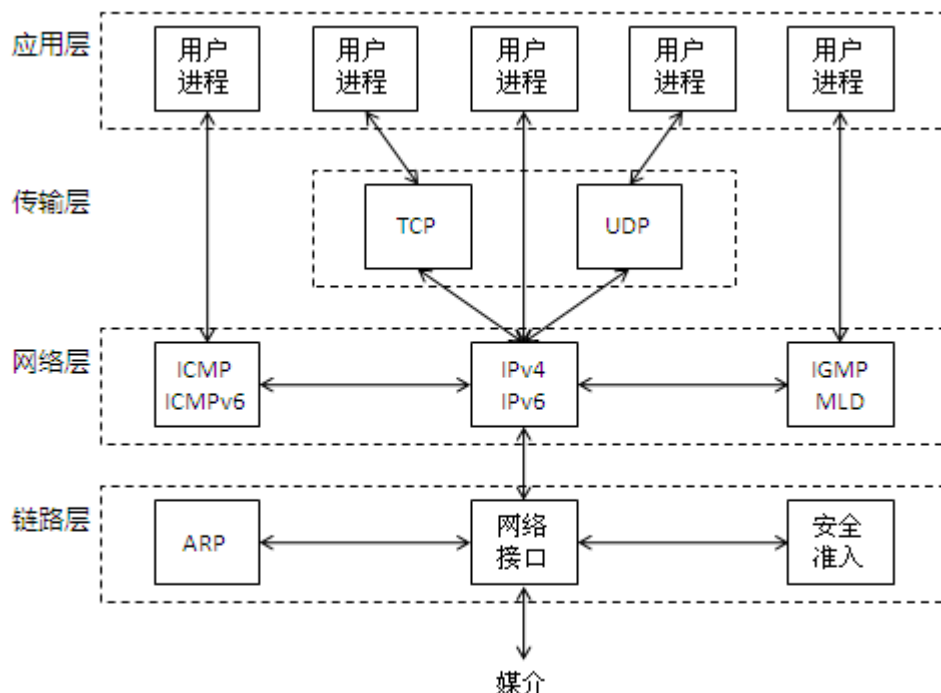 应用层
用户
进程
用户
进程
用户
进程
用户
进程
用户
进程
传输层
TCP
UDP
网络层
ICMP
ICMPv6
IPv4
IPv6
IGMP
MLD
链路层
ARP
网络
接口
安全
准入
媒介